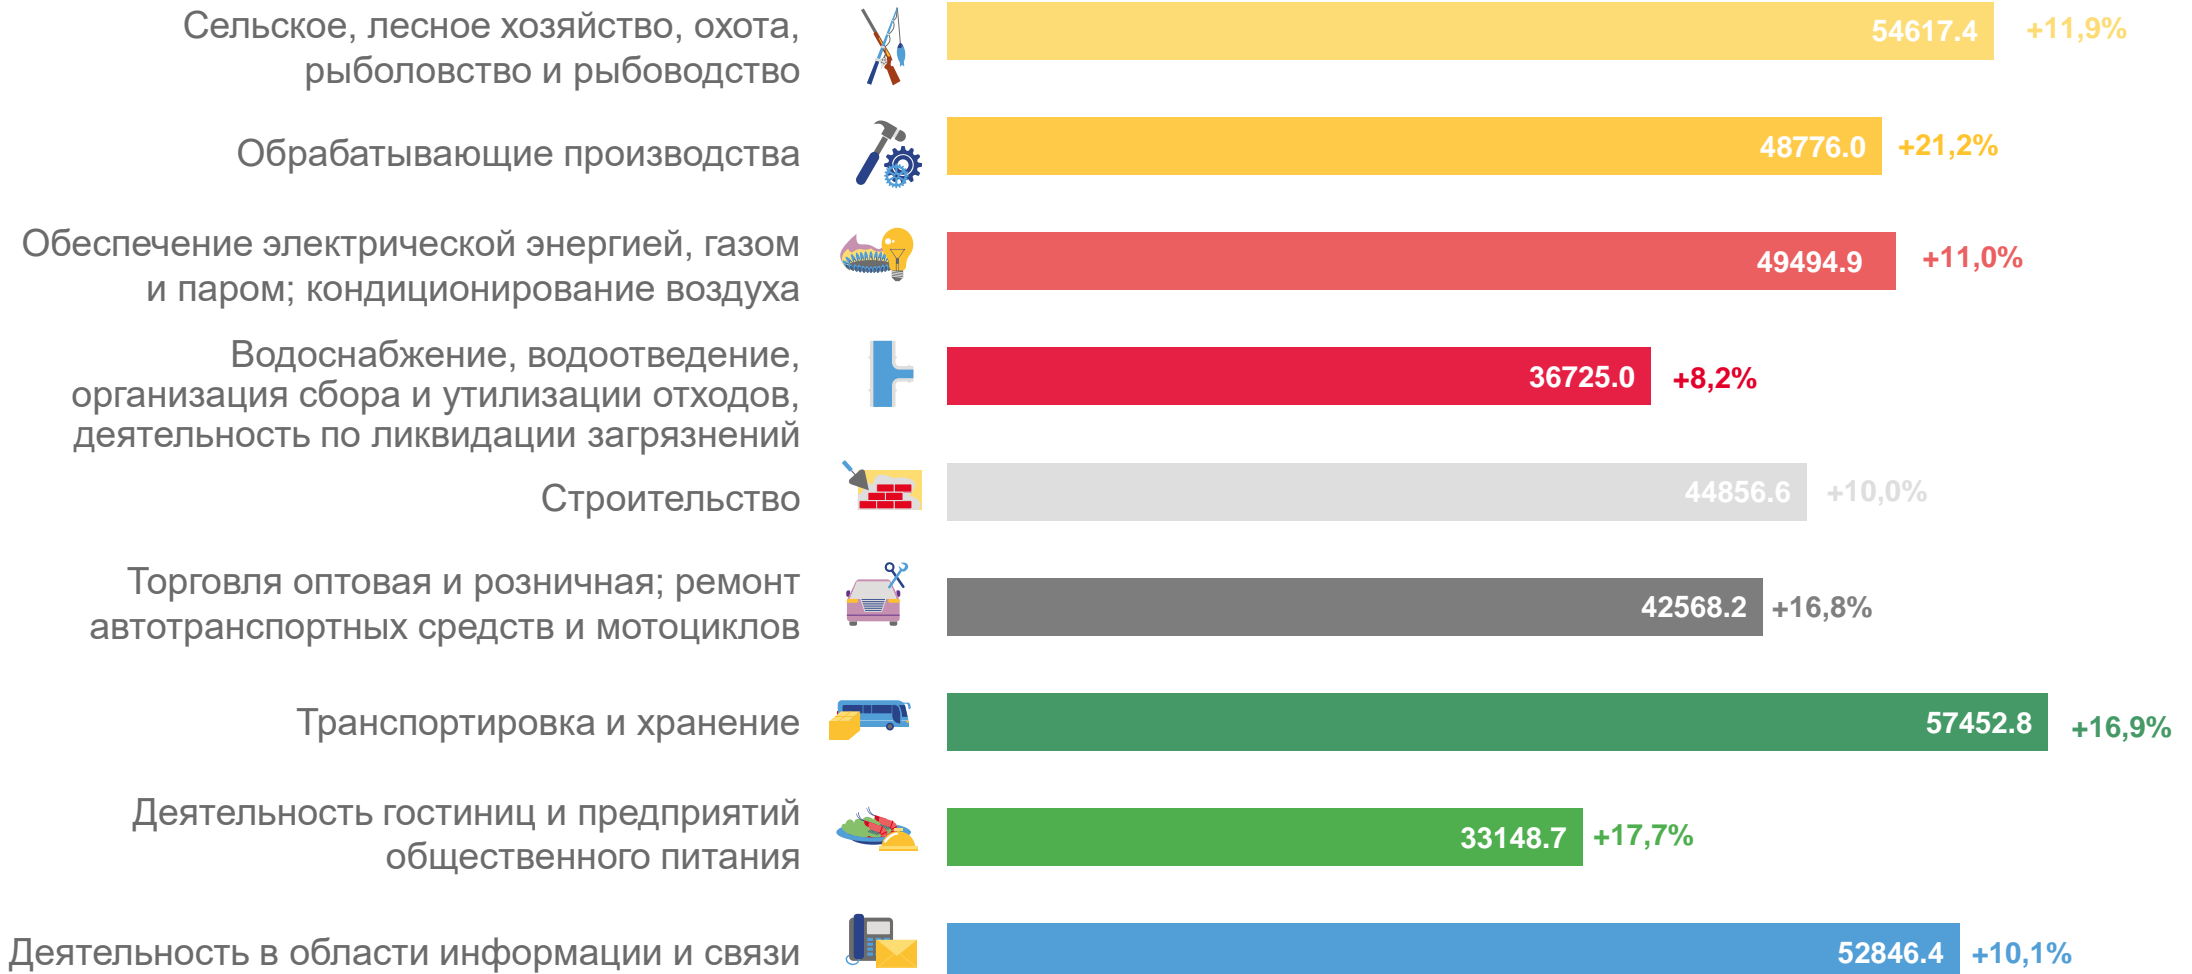 Сельское, лесное хозяйство, охота,
рыболовство и рыбоводство
54617.4 +11,9%
Обрабатывающие производства
48776.0 +21,2%
Обеспечение электрической энергией, газом
и паром; кондиционирование воздуха
49494.9 +11,0%
Водоснабжение, водоотведение,
организация сбора и утилизации отходов,
деятельность по ликвидации загрязнений
36725.0 +8,2%
Строительство
44856.6 +10,0%
Торговля оптовая и розничная; ремонт
автотранспортных средств и мотоциклов
42568.2 +16,8%
Транспортировка и хранение
57452.8 +16,9%
Деятельность гостиниц и предприятий
общественного питания
33148.7 +17,7%
Деятельность в области информации и связи
52846.4 +10,1%